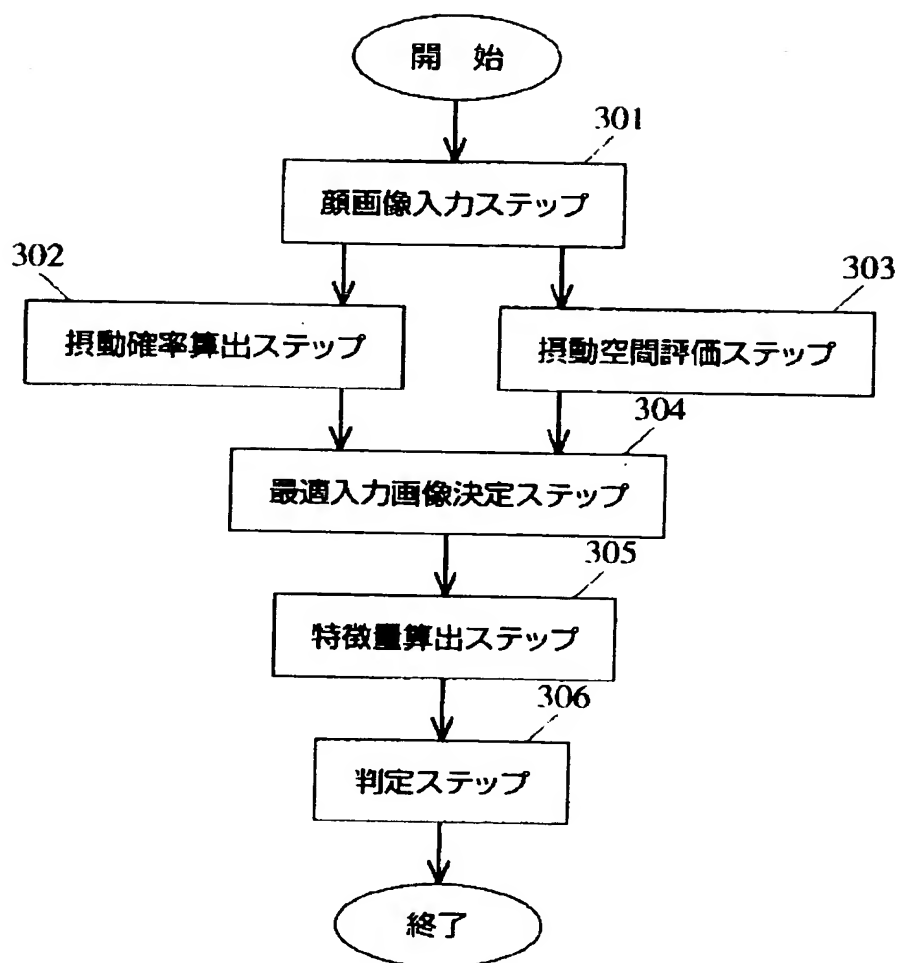 開 始
301
顔画像入力ステップ
302
303
摂動確率算出ステップ
摂動空間評価ステップ
304
最適入力画像決定ステップ
305
特徴量算出ステップ
306
判定ステップ
終了